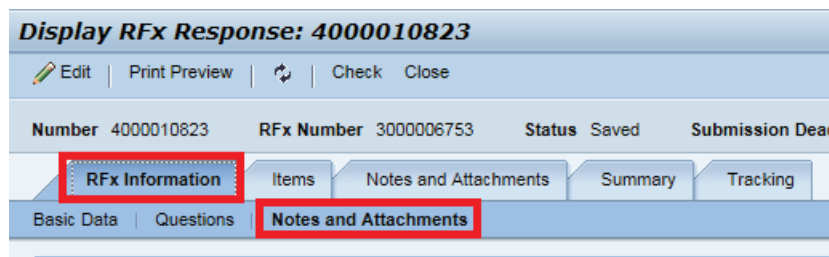 Display RFx Response: 4000010823
Edit | Print Preview | | Check Close
Number 4000010823 RFx Number 3000006753 Status Saved Submission
RFx Information Items Notes and Attachments Summary Tracking
Basic Data | Questions | Notes and Attachments